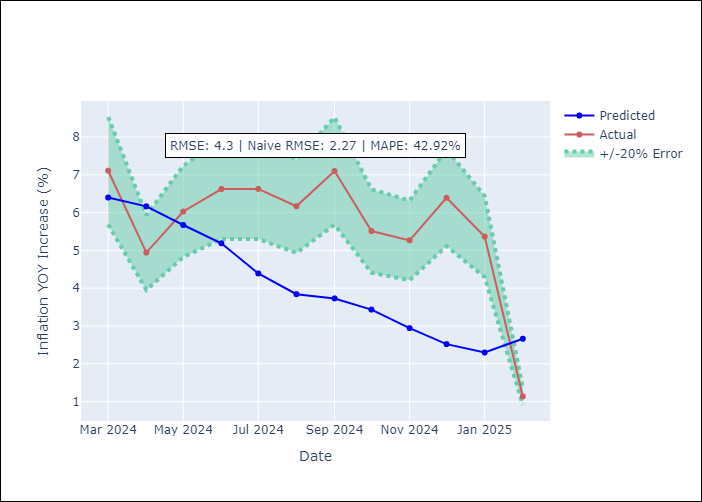 RMSE: 4.3 | Naive RMSE: 2.27 | MAPE: 42.92%
Predicted
Actual
+/-20% Error
Inflation YOY Increase (%)
8
7
6
5
4
3
2
1
Mar 2024 May 2024 Jul 2024 Sep 2024 Nov 2024 Jan 2025
Date